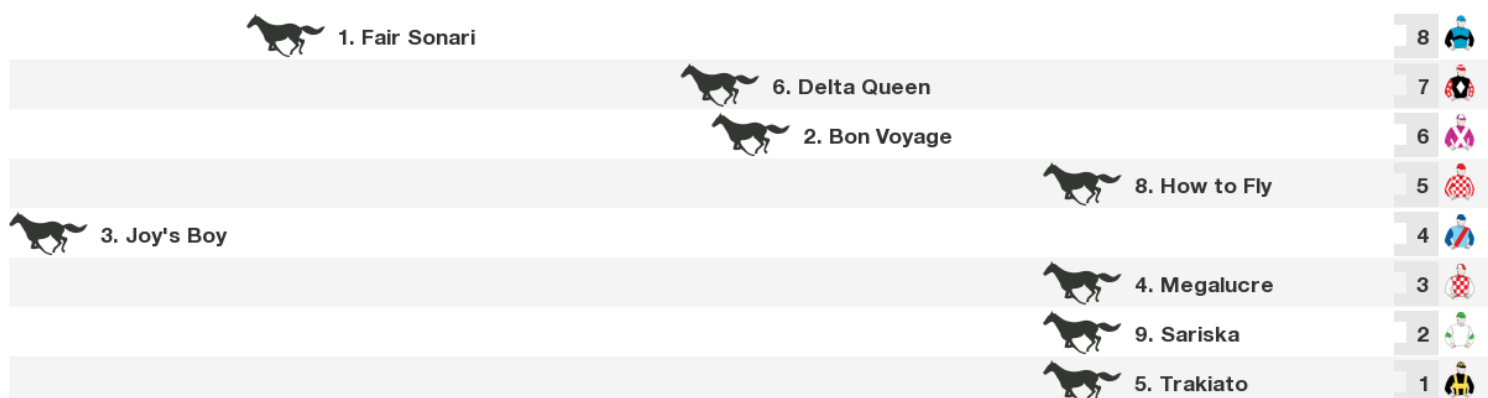 1. Fair Sonari 8
6. Delta Queen 7
2. Bon Voyage 6
8. How to Fly 5
3. Joy's Boy 4
4. Megalucre 3
9. Sariska 2
5. Trakiato 1